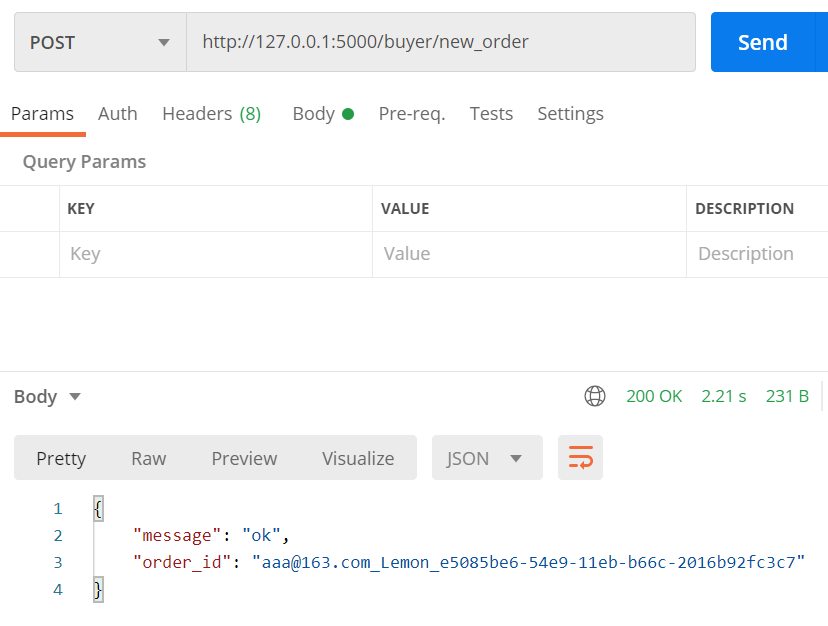 POST http://127.0.0.1:5000/buyer/new_order Send
Params Auth Headers (8) Body Pre-req. Tests Settings
Query Params
KEY VALUE DESCRIPTION
Key Value Description
Body 200 OK 2.21 s 231 B
Pretty Raw Preview Visualize JSON
1 {
2 "message": "ok",
3 "order_id": "aaa@163.com_Lemon_e5085be6-54e9-11eb-b66c-2016b92fc3c7"
4 }